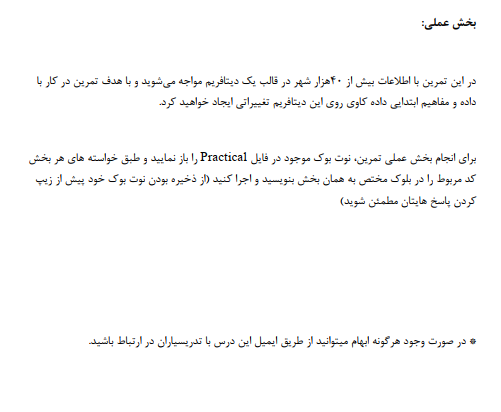 بخش عملی:
در این تمرین با اطلاعات بیش از ۴۰هزار شهر در قالب یک دیتافریم مواجه می‌شوید و با هدف تمرین در کار با
داده و مفاهیم ابتدایی داده کاوی روی این دیتافریم تغییراتی ایجاد خواهید کرد.
برای انجام بخش عملی تمرین، نوت بوک موجود در فایل Practical را باز نمایید و طبق خواسته های هر بخش
کد مربوط را در بلوک مختص به همان بخش بنویسید و اجرا کنید (از ذخیره بودن نوت بوک خود پیش از زیپ
کردن پاسخ هایتان مطمئن شوید)
* در صورت وجود هرگونه ابهام میتوانید از طریق ایمیل این درس با تدریسیاران در ارتباط باشید.